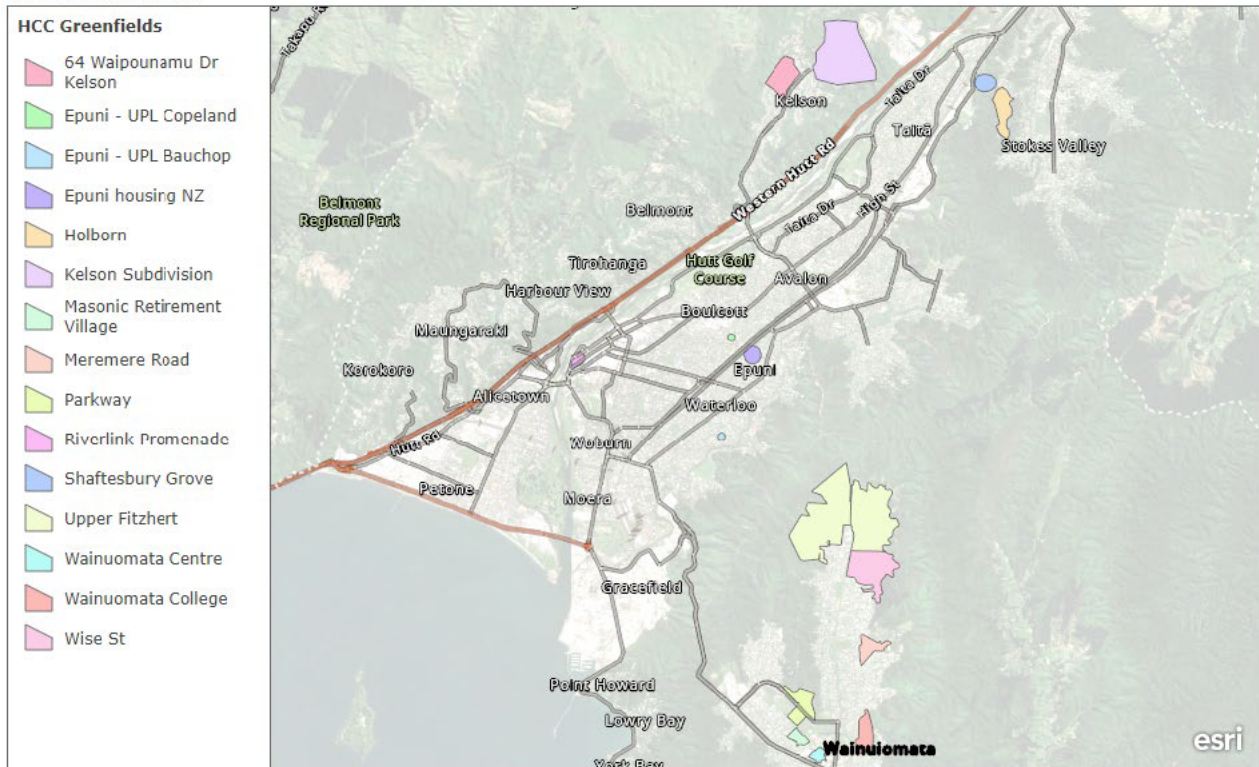 HCC Greenfields
64 Waipounamu Dr
Kelson
Epuni - UPL Copeland
Epuni - UPL Bauchop
Epuni housing NZ
Holborn
Kelson Subdivision
Masonic Retirement
Village
Meremere Road
Parkway
Riverlink Promenade
Shaftesbury Grove
Upper Fitzhert
Wainuomata Centre
Wainuomata College
Wise St
Kelson
Taita Dr
Taitā
Stokes Valley
Western Hutt Rd
Belmont
Regional Park
Belmont
Taita Dr
High St
Tirohanga
Hutt Golf
Course
Avalon
Harbour View
Boulcott
Maungaraki
Korokoro
Epuni
Alicetown
Waterloo
Hutt Rd
Woburn
Petone
Moera
Gracefield
Point Howard
Lowry Bay
Wainuiomata
York Bay
esri